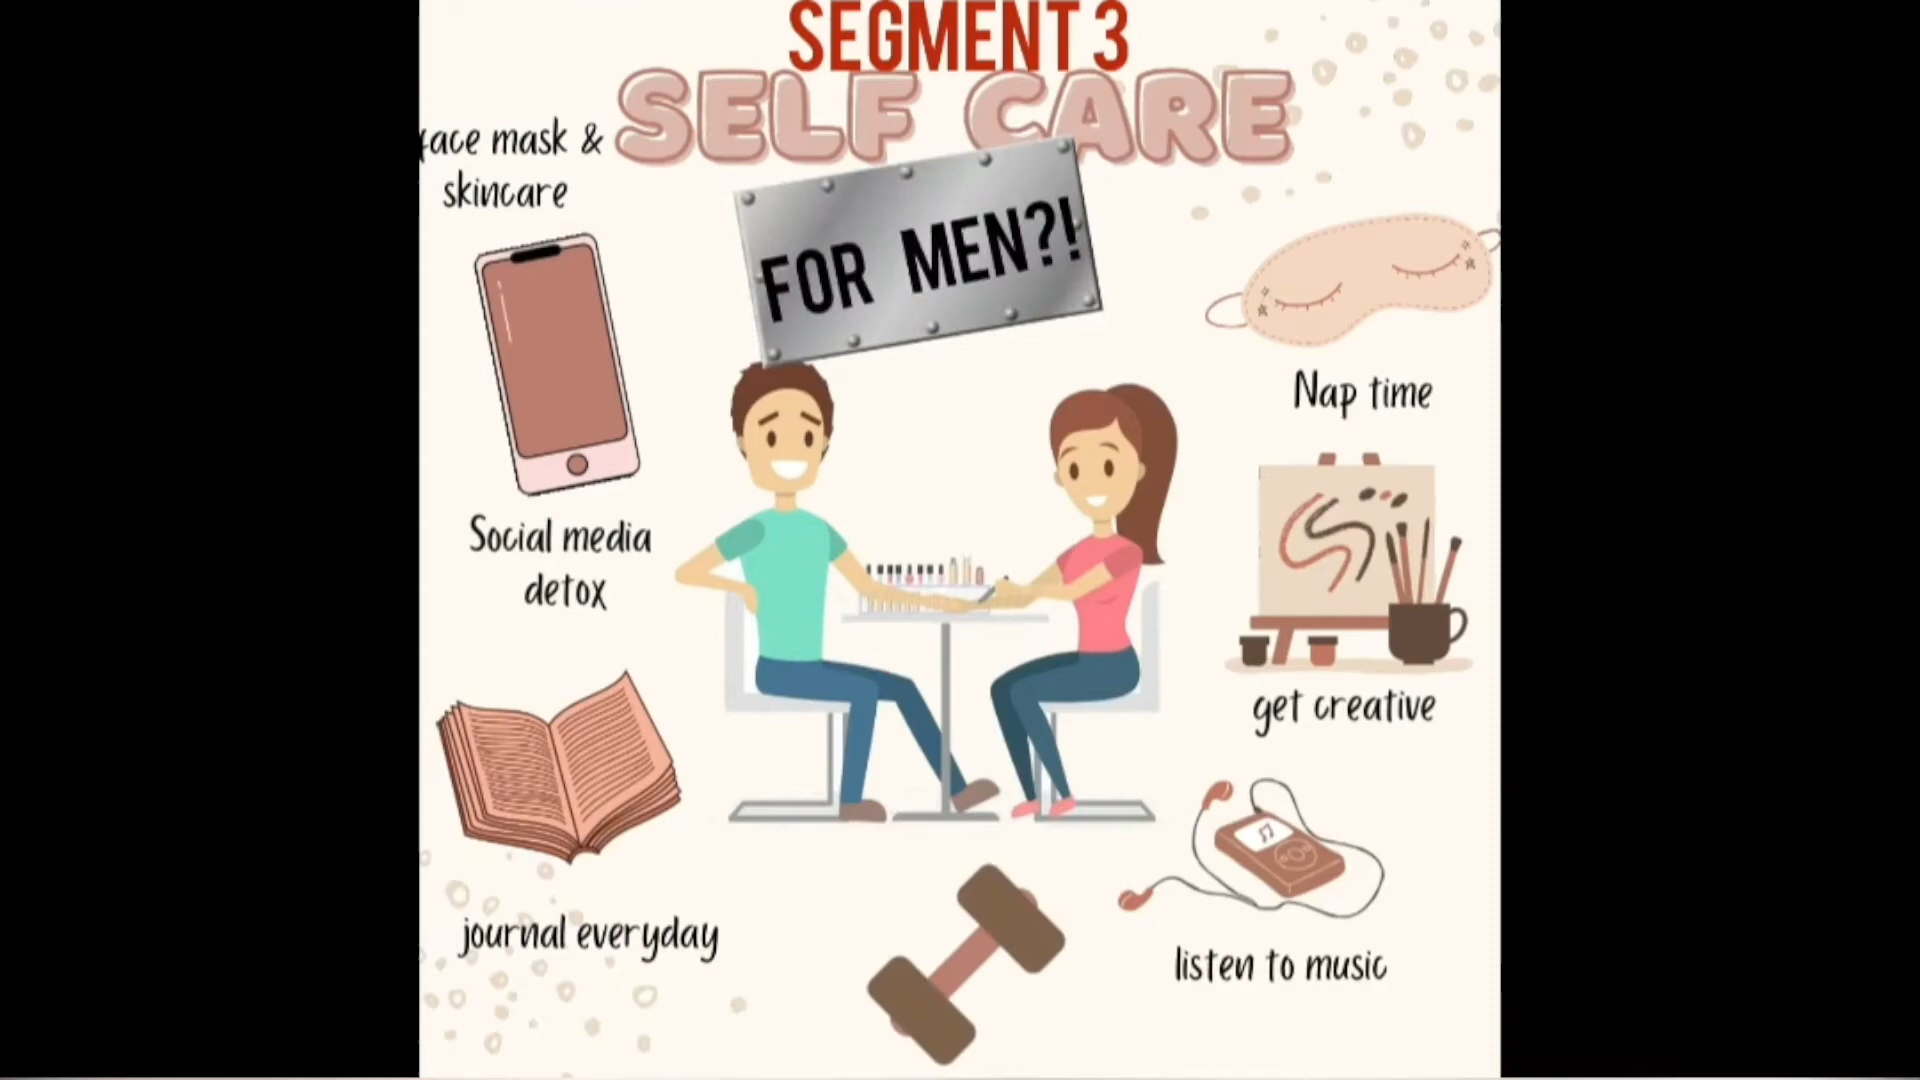 SEGMENT 3
SELF CARE
FOR MEN?!
face mask &
skincare
Social media
detox
journal everyday
Nap time
get creative
listen to music